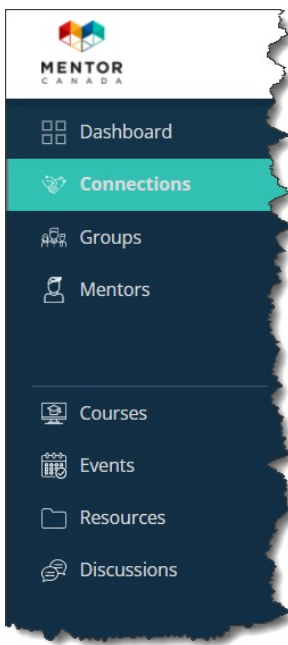 MENTOR
CANADA
Dashboard
Connections
Groups
Mentors
Courses
Events
Resources
Discussions